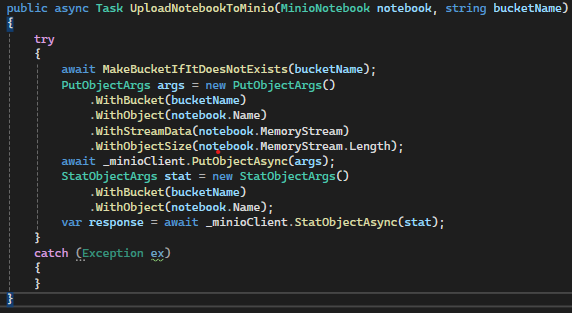 public async Task UploadNotebookToMinio(MinioNotebook notebook, string bucketName)
{
try
{
await MakeBucketIfItDoesNotExists(bucketName);
PutObjectArgs args = new PutObjectArgs()
.WithBucket(bucketName)
.WithObject(notebook.Name)
.WithStreamData(notebook.MemoryStream)
.WithObjectSize(notebook.MemoryStream.Length);
await _minioClient.PutObjectAsync(args);
StatObjectArgs stat = new StatObjectArgs()
.WithBucket(bucketName)
.WithObject(notebook.Name);
var response = await _minioClient.StatObjectAsync(stat);
}
catch (Exception ex)
{
}
}